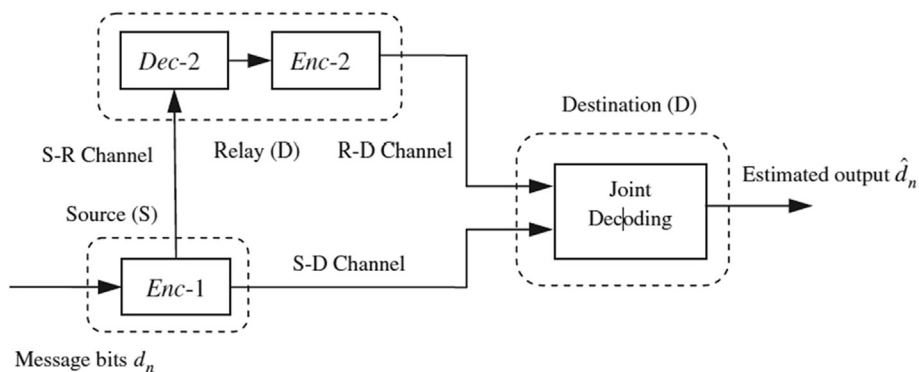 Dec-2
Enc-2
Destination (D)
S-R Channel
Relay (D)
R-D Channel
Joint
Decoding
Estimated output d̂ₙ
Source (S)
Enc-1
S-D Channel
Message bits dₙ